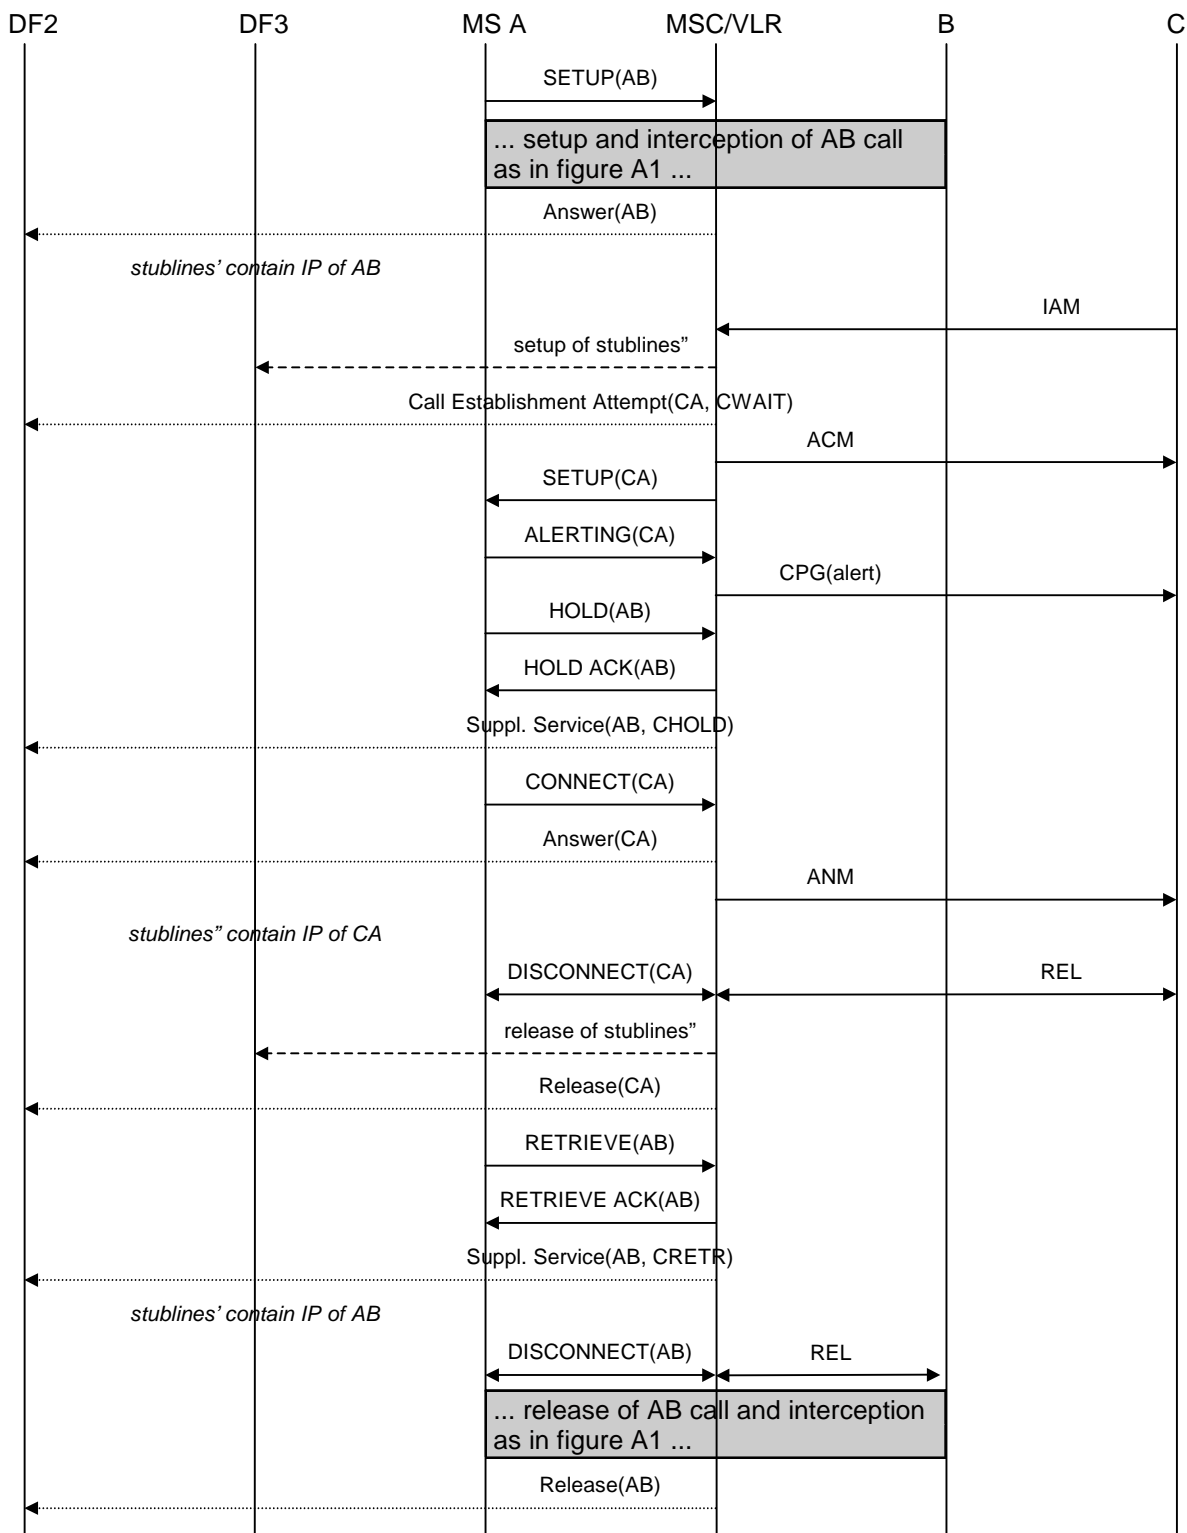 DF2 DF3 MS A MSC/VLR B C
SETUP(AB)
... setup and interception of AB call
as in figure A1 ...
Answer(AB)
stublines’ contain IP of AB
IAM
setup of stublines”
Call Establishment Attempt(CA, CWAIT)
ACM
SETUP(CA)
ALERTING(CA)
CPG(alert)
HOLD(AB)
HOLD ACK(AB)
Suppl. Service(AB, CHOLD)
CONNECT(CA)
Answer(CA)
ANM
stublines” contain IP of CA
DISCONNECT(CA) REL
release of stublines”
Release(CA)
RETRIEVE(AB)
RETRIEVE ACK(AB)
Suppl. Service(AB, CRETR)
stublines’ contain IP of AB
DISCONNECT(AB) REL
... release of AB call and interception
as in figure A1 ...
Release(AB)